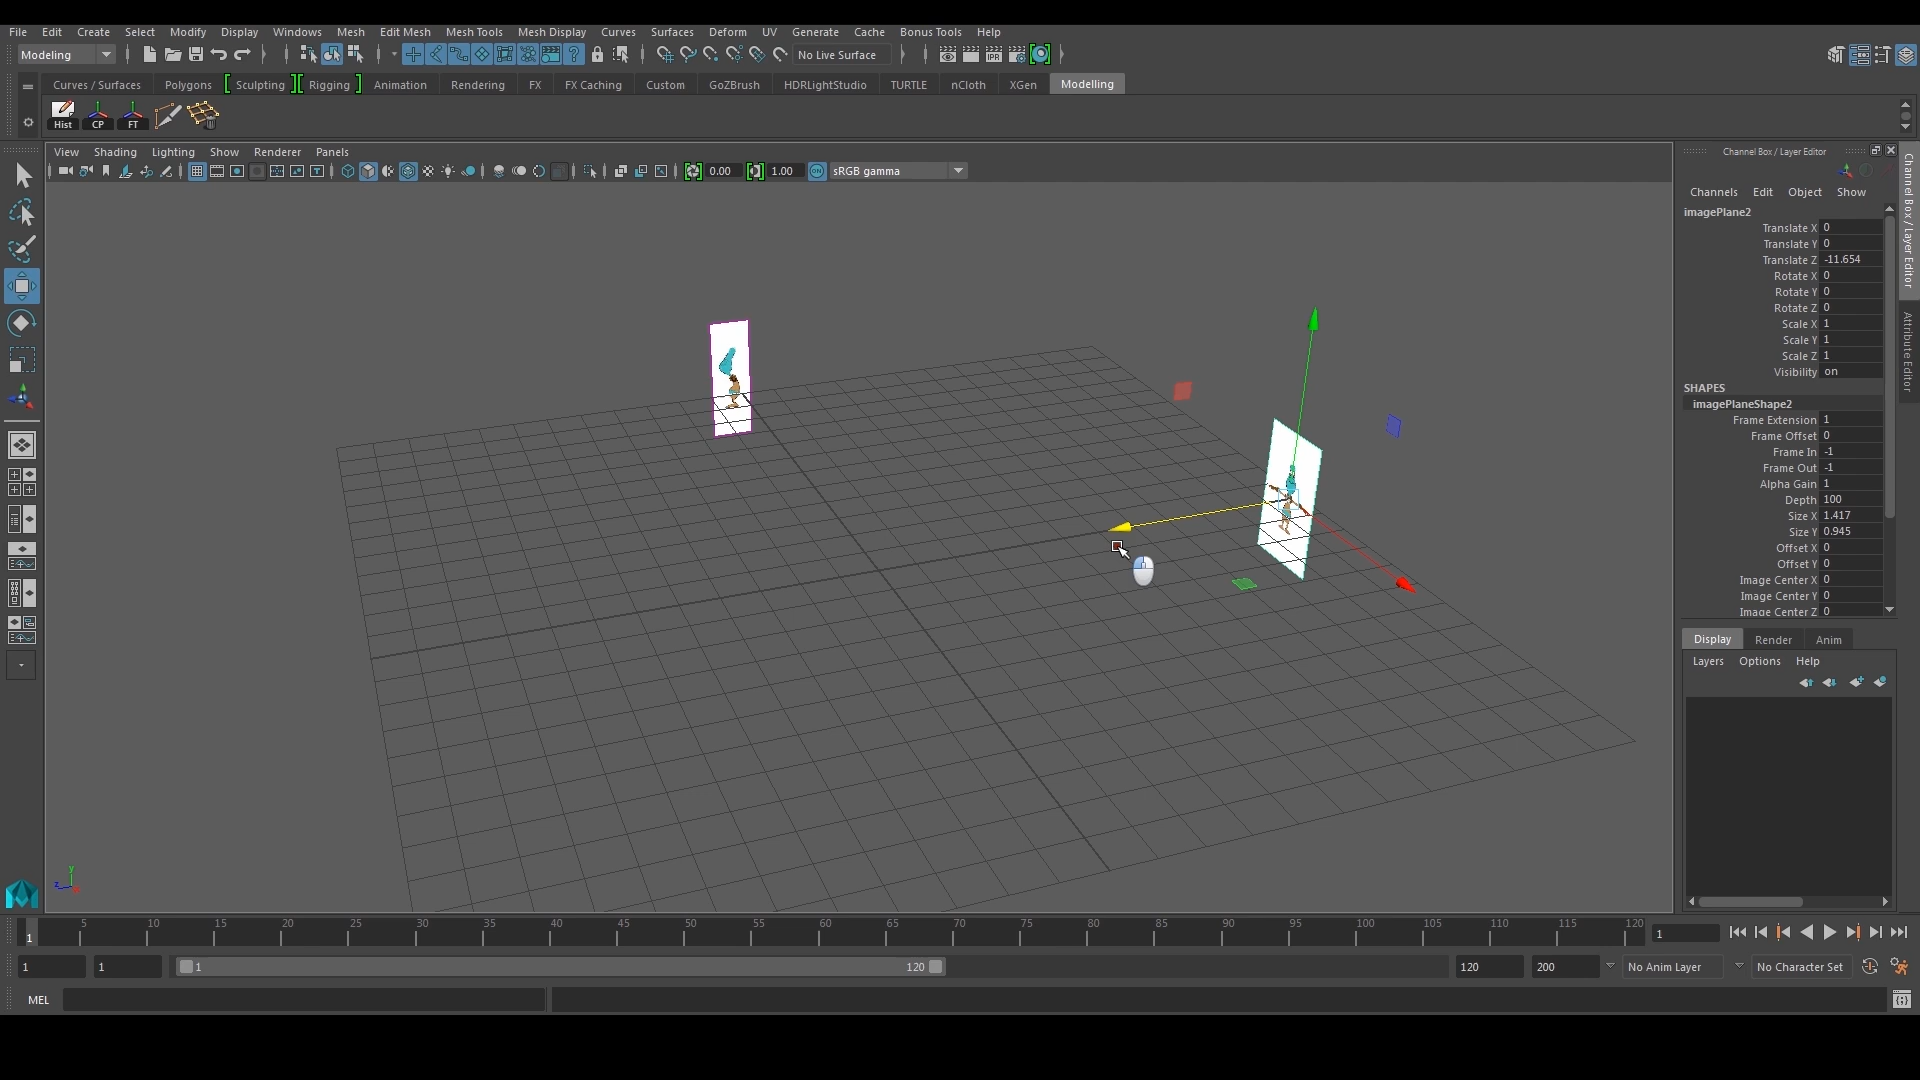 File Edit Create Select Modify Display Windows Mesh Edit Mesh Mesh Tools Mesh Display Curves Surfaces Deform UV Generate Cache Bonus Tools Help
Modeling No Live Surface IPR
Curves / Surfaces Polygons Sculpting Rigging Animation Rendering FX FX Caching Custom GoZBrush HDRLightStudio TURTLE nCloth XGen Modelling
Hist CP FT
View Shading Lighting Show Renderer Panels
0.00 1.00 ON sRGB gamma
Channel Box / Layer Editor
Channels Edit Object Show
imagePlane2
Translate X 0
Translate Y 0
Translate Z -11.654
Rotate X 0
Rotate Y 0
Rotate Z 0
Scale X 1
Scale Y 1
Scale Z 1
Visibility on
SHAPES
imagePlaneShape2
Frame Extension 1
Frame Offset 0
Frame In -1
Frame Out -1
Alpha Gain 1
Depth 100
Size X 1.417
Size Y 0.945
Offset X 0
Offset Y 0
Image Center X 0
Image Center Y 0
Image Center Z 0
Channel Box / Layer Editor
Attribute Editor
Display Render Anim
Layers Options Help
y
z x
1 5 10 15 20 25 30 35 40 45 50 55 60 65 70 75 80 85 90 95 100 105 110 115 120 1
1 1 1 120 120 200 No Anim Layer No Character Set
MEL